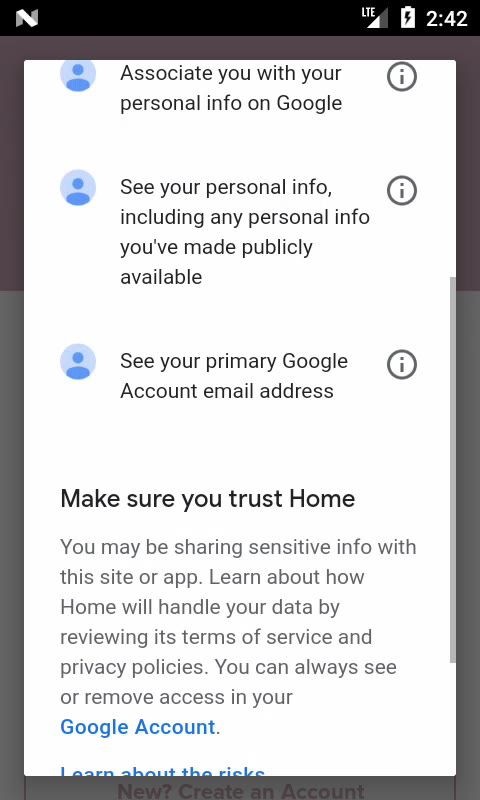 LTE 2:42
Associate you with your
personal info on Google
See your personal info,
including any personal info
you've made publicly
available
See your primary Google
Account email address
Make sure you trust Home
You may be sharing sensitive info with
this site or app. Learn about how
Home will handle your data by
reviewing its terms of service and
privacy policies. You can always see
or remove access in your
Google Account.
Learn about the risks
New? Create an Account